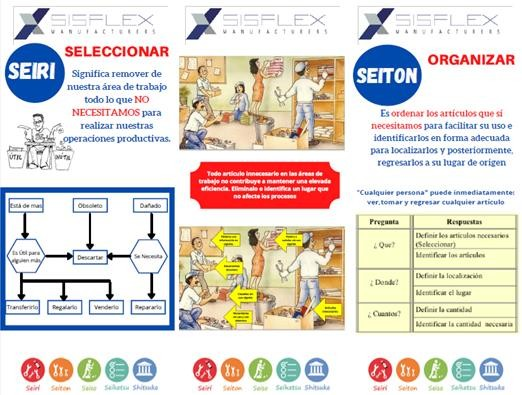 SISFLEX
MANUFACTURERS
SEIRI
SELECCIONAR
Significa remover de
nuestra área de trabajo
todo lo que NO
NECESITAMOS para
realizar nuestras
operaciones productivas.
ÚTIL
Está de mas
Obsoleto
Dañado
Es Útil para
alguien más
Descartar
Se Necesita
Transferirlo
Regalarlo
Venderlo
Repararlo
Seiri
Seiton
Seiso
Seiketsu
Shitsuke
SISFLEX
MANUFACTURERS
Todo artículo innecesario en las áreas de
trabajo no contribuye a mantener una elevada
eficiencia. Elimínalo e identifica un lugar que
no afecte los procesos
Seiri
Seiton
Seiso
Seiketsu
Shitsuke
SISFLEX
MANUFACTURERS
SEITON
ORGANIZAR
Es ordenar los artículos que sí
necesitamos para facilitar su uso e
identificarlos en forma adecuada
para localizarlos y posteriormente,
regresarlos a su lugar de origen
"Cualquier persona" puede inmediatamente:
ver,tomar y regresar cualquier artículo
Pregunta
Respuestas
¿ Que?
Definir los artículos necesarios
(Seleccionar)
Identificar los artículos
¿ Donde?
Definir la localización
Identificar el lugar
¿ Cuantos?
Definir la cantidad
Identificar la cantidad necesaria
Seiri
Seiton
Seiso
Seiketsu
Shitsuke